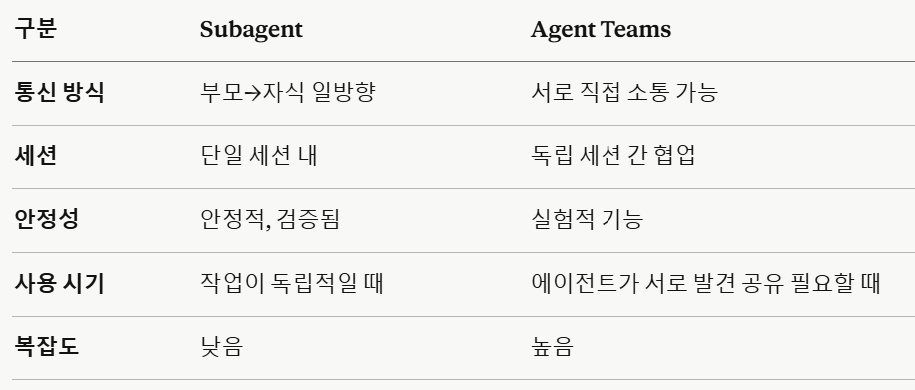 구분 Subagent Agent Teams
통신 방식 부모→자식 일방향 서로 직접 소통 가능
세션 단일 세션 내 독립 세션 간 협업
안정성 안정적, 검증됨 실험적 기능
사용 시기 작업이 독립적일 때 에이전트가 서로 발견 공유 필요할 때
복잡도 낮음 높음